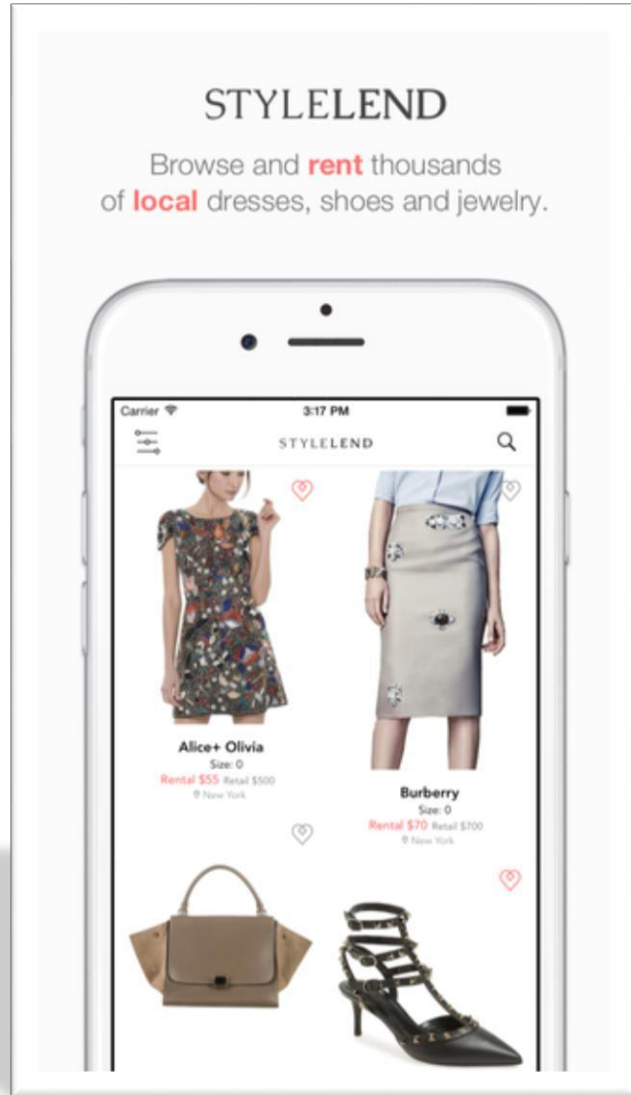 STYLELEND
Browse and rent thousands
of local dresses, shoes and jewelry.
Carrier 3:17 PM
STYLELEND
Alice+ Olivia
Size: 0
Rental $55 Retail $500
New York
Burberry
Size: 0
Rental $70 Retail $700
New York